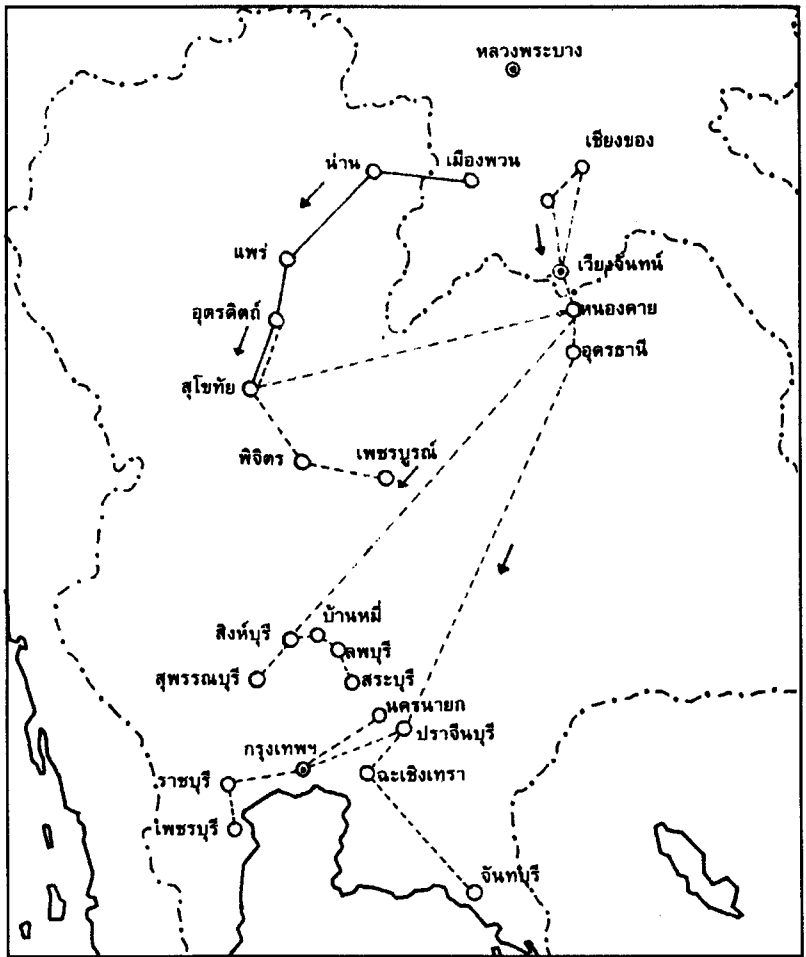 หลวงพระบาง
เชียงของ
น่าน
เมืองพวน
แพร่
เวียงจันทน์
อุตรดิตถ์
หนองคาย
อุดรธานี
สุโขทัย
พิจิตร
เพชรบูรณ์
สิงห์บุรี
บ้านหมี่
ลพบุรี
สุพรรณบุรี
สระบุรี
นครนายก
ปราจีนบุรี
กรุงเทพฯ
ฉะเชิงเทรา
ราชบุรี
เพชรบุรี
จันทบุรี